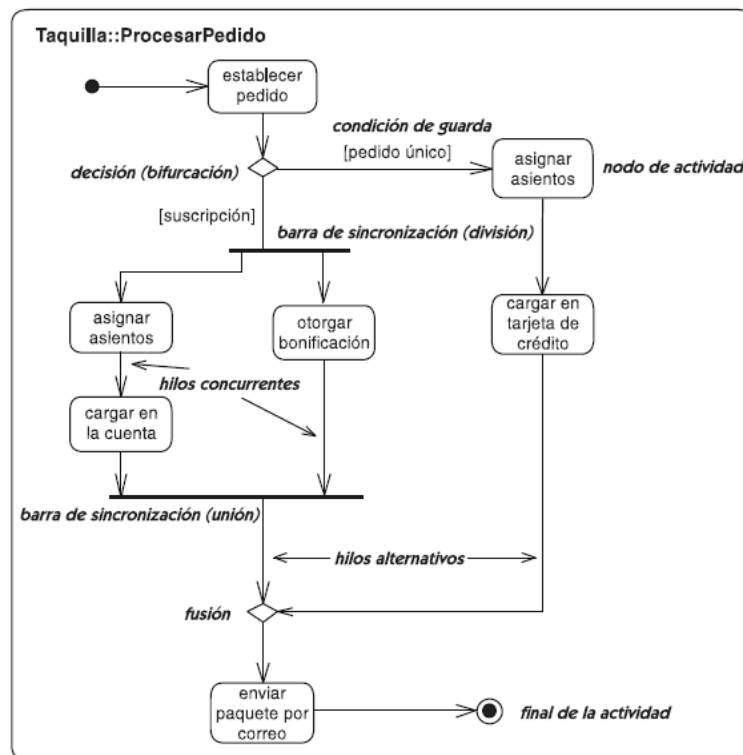 Taquilla::ProcesarPedido
establecer
pedido
condición de guarda
[pedido único]
decisión (bifurcación)
asignar
asientos
nodo de actividad
[suscripción]
barra de sincronización (división)
asignar
asientos
otorgar
bonificación
cargar en
tarjeta de
crédito
hilos concurrentes
cargar en
la cuenta
barra de sincronización (unión)
hilos alternativos
fusión
enviar
paquete por
correo
final de la actividad